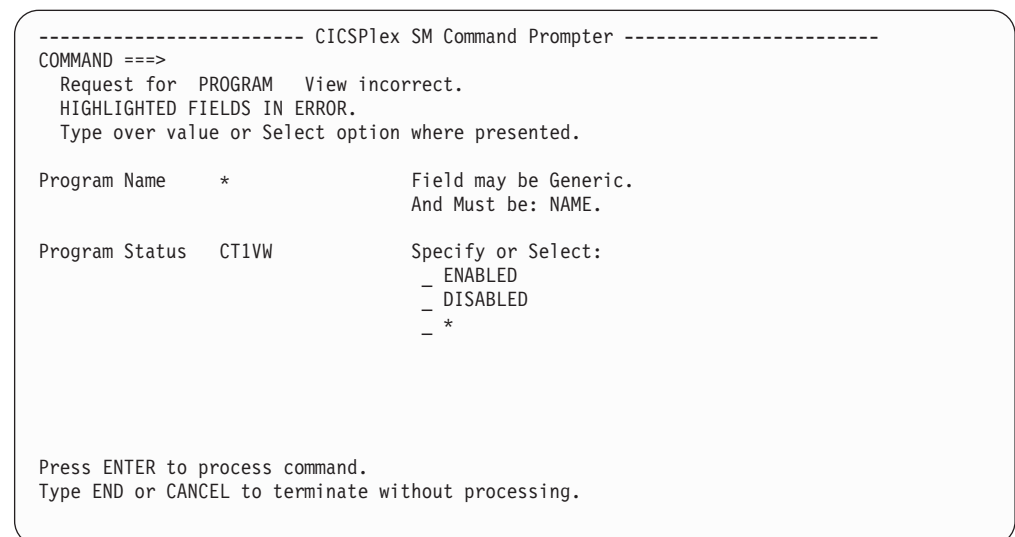 ------------------------- CICSPlex SM Command Prompter ------------------------
COMMAND ===>
Request for PROGRAM View incorrect.
HIGHLIGHTED FIELDS IN ERROR.
Type over value or Select option where presented.
Program Name * Field may be Generic.
And Must be: NAME.
Program Status CT1VW Specify or Select:
_ ENABLED
_ DISABLED
_ *
Press ENTER to process command.
Type END or CANCEL to terminate without processing.